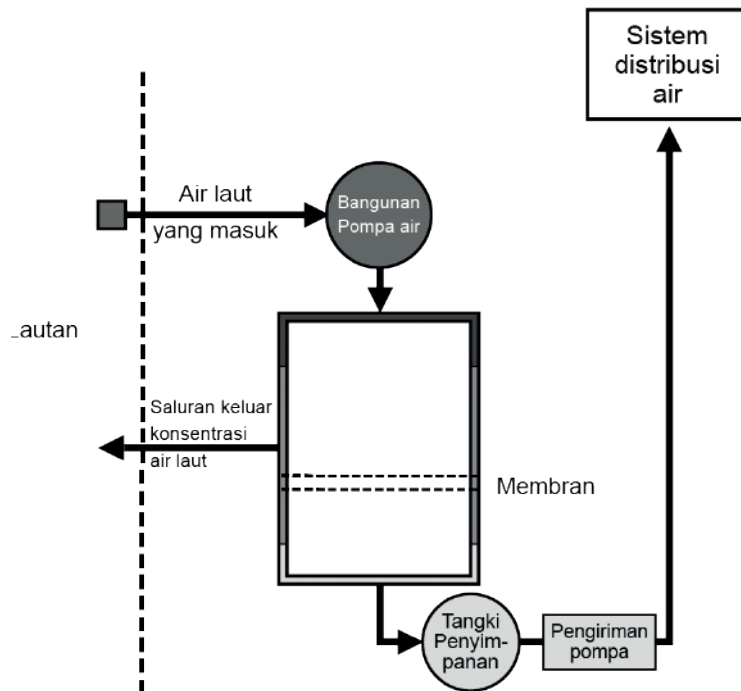 Sistem
distribusi
air
Air laut
yang masuk
Bangunan
Pompa air
_autan
Saluran keluar
konsentrasi
air laut
Membran
Tangki
Penyim-
panan
Pengiriman
pompa